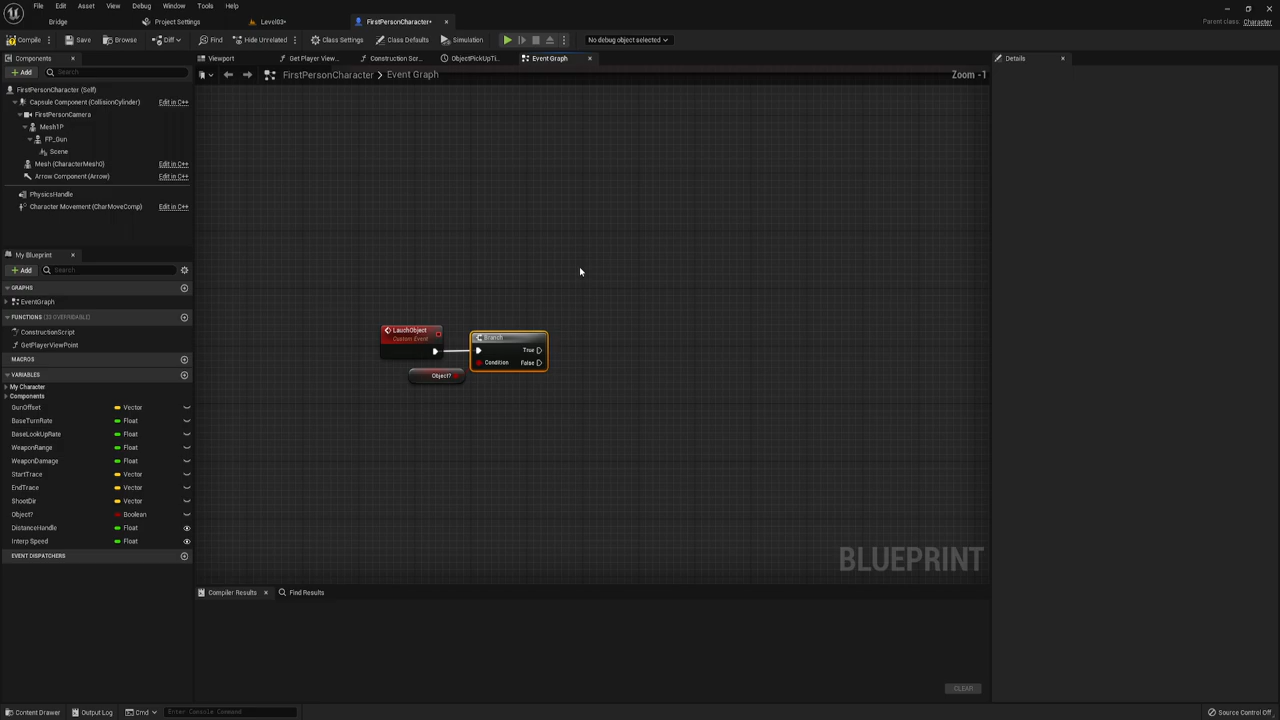 File Edit Asset View Debug Window Tools Help
Bridge Project Settings Level03* FirstPersonCharacter* Parent class: Character
Compile Save Browse Diff Find Hide Unrelated Class Settings Class Defaults Simulation No debug object selected
Components
Add Search
FirstPersonCharacter (Self)
Capsule Component (CollisionCylinder) Edit in C++
FirstPersonCamera
Mesh1P
FP_Gun
Scene
Mesh (CharacterMesh0) Edit in C++
Arrow Component (Arrow) Edit in C++
PhysicsHandle
Character Movement (CharMoveComp) Edit in C++
My Blueprint
Add Search
GRAPHS
EventGraph
FUNCTIONS (33 OVERRIDABLE)
ConstructionScript
GetPlayerViewPoint
MACROS
VARIABLES
My Character
Components
GunOffset Vector
BaseTurnRate Float
BaseLookUpRate Float
WeaponRange Float
WeaponDamage Float
StartTrace Vector
EndTrace Vector
ShootDir Vector
Object? Boolean
DistanceHandle Float
Interp Speed Float
EVENT DISPATCHERS
Viewport Get Player View... Construction Scr... ObjectPickUpTi... Event Graph
FirstPersonCharacter > Event Graph Zoom -1
LauchObject
Custom Event
Object?
Branch
True
Condition False
BLUEPRINT
Compiler Results Find Results
CLEAR
Details
Content Drawer Output Log Cmd Enter Console Command Source Control Off